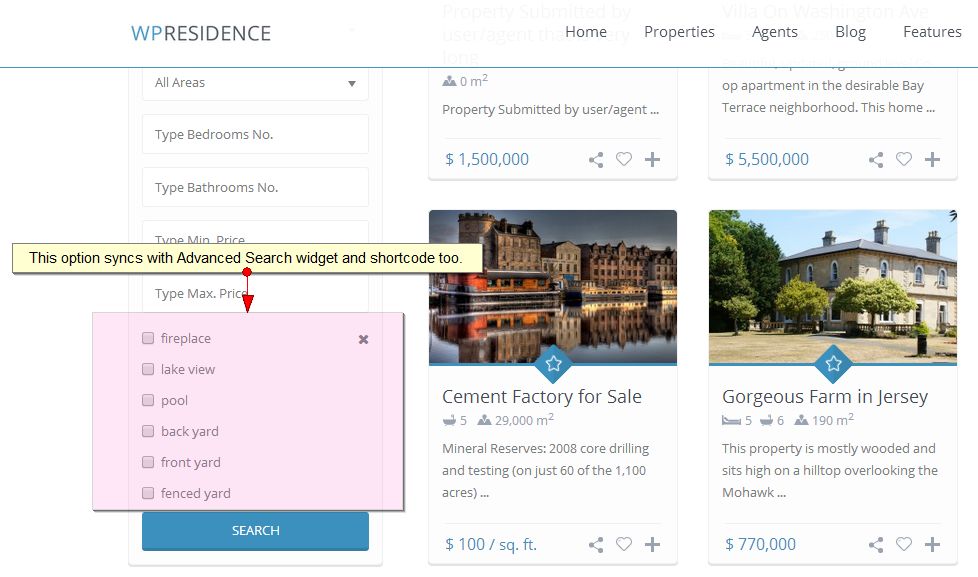 WPRESIDENCE
Home
Properties
Agents
Blog
Features
All Areas
Type Bedrooms No.
Type Bathrooms No.
Type Min. Price
This option syncs with Advanced Search widget and shortcode too.
Type Max. Price
fireplace
lake view
pool
back yard
front yard
fenced yard
SEARCH
Property Submitted by
user/agent that is very
long
0 m²
Property Submitted by user/agent ...
$ 1,500,000
Villa On Washington Ave
op apartment in the desirable Bay
Terrace neighborhood. This home ...
$ 5,500,000
Cement Factory for Sale
5 29,000 m²
Mineral Reserves: 2008 core drilling
and testing (on just 60 of the 1,100
acres) ...
$ 100 / sq. ft.
Gorgeous Farm in Jersey
5 6 190 m²
This property is mostly wooded and
sits high on a hilltop overlooking the
Mohawk ...
$ 770,000